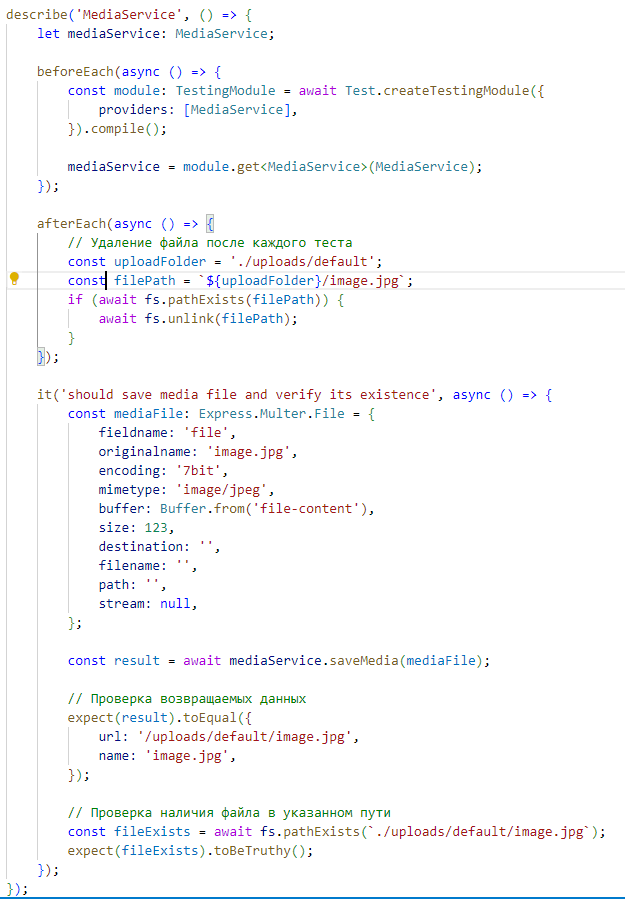 describe('MediaService', () => {
    let mediaService: MediaService;

    beforeEach(async () => {
        const module: TestingModule = await Test.createTestingModule({
            providers: [MediaService],
        }).compile();

        mediaService = module.get<MediaService>(MediaService);
    });

    afterEach(async () => {
        // Удаление файла после каждого теста
        const uploadFolder = './uploads/default';
        const filePath = `${uploadFolder}/image.jpg`;
        if (await fs.pathExists(filePath)) {
            await fs.unlink(filePath);
        }
    });

    it('should save media file and verify its existence', async () => {
        const mediaFile: Express.Multer.File = {
            fieldname: 'file',
            originalname: 'image.jpg',
            encoding: '7bit',
            mimetype: 'image/jpeg',
            buffer: Buffer.from('file-content'),
            size: 123,
            destination: '',
            filename: '',
            path: '',
            stream: null,
        };

        const result = await mediaService.saveMedia(mediaFile);

        // Проверка возвращаемых данных
        expect(result).toEqual({
            url: '/uploads/default/image.jpg',
            name: 'image.jpg',
        });

        // Проверка наличия файла в указанном пути
        const fileExists = await fs.pathExists(`./uploads/default/image.jpg`);
        expect(fileExists).toBeTruthy();
    });
});